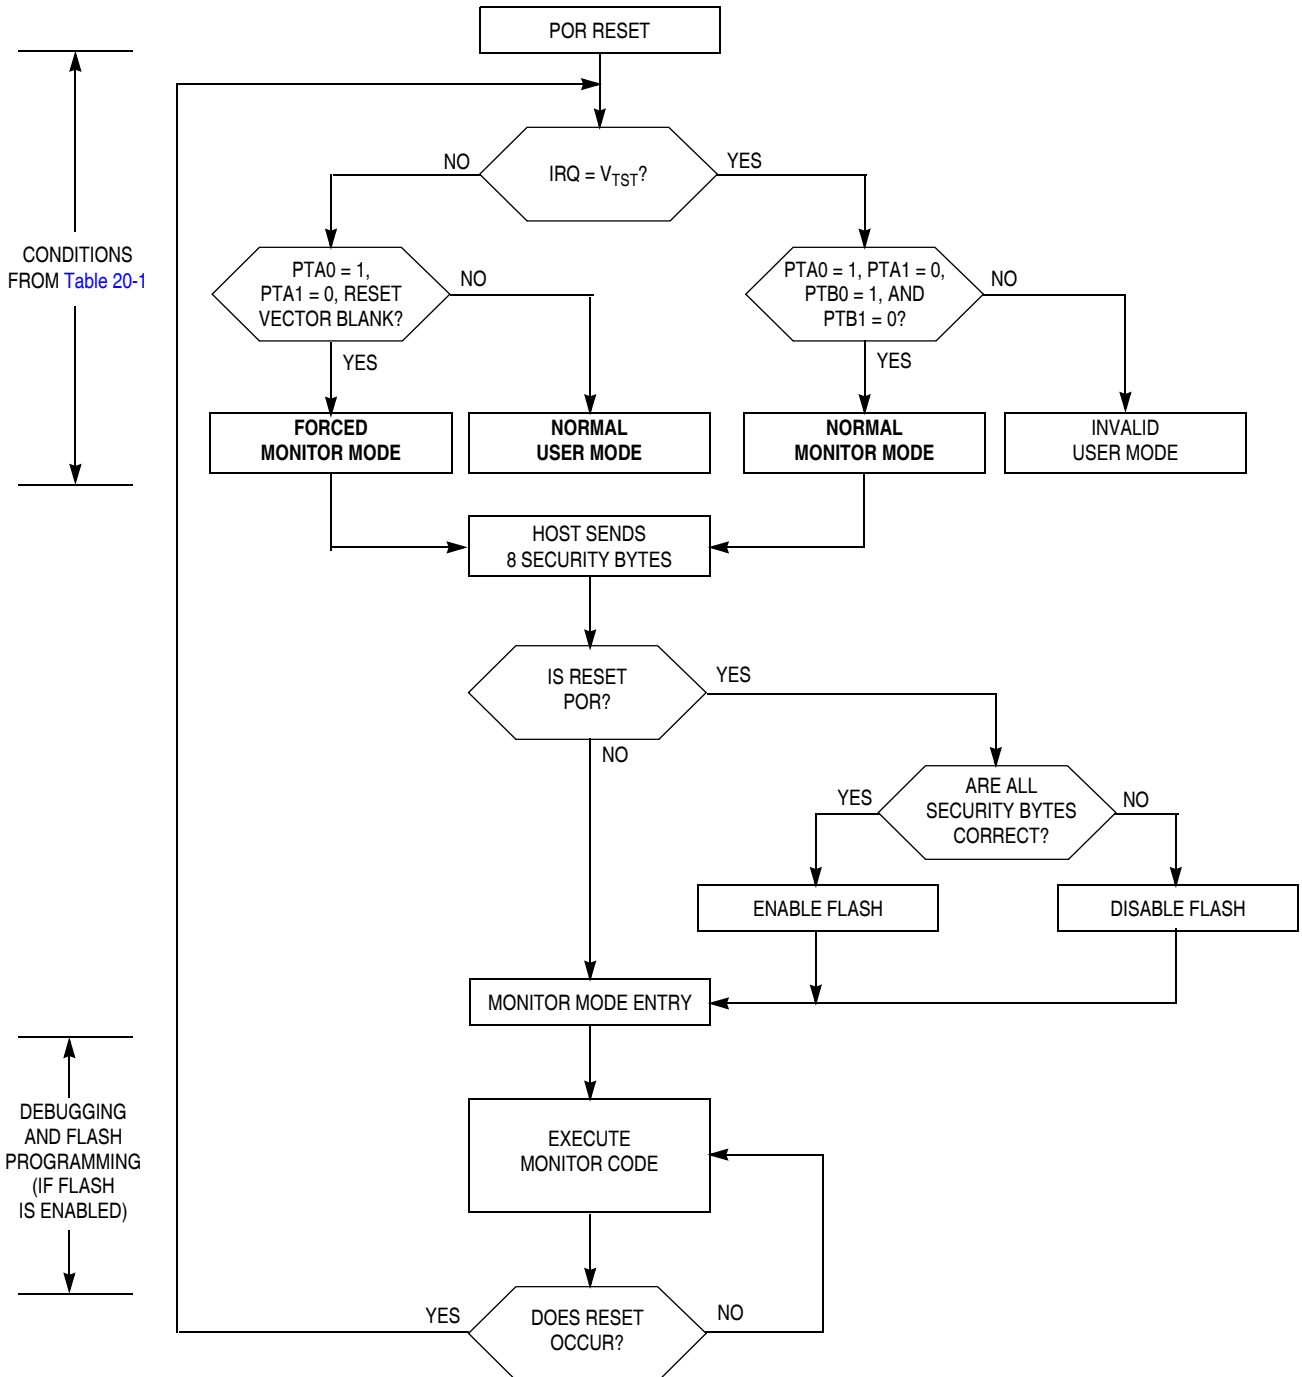 POR RESET
NO
YES
IRQ = VTST?
CONDITIONS
FROM Table 20-1
PTA0 = 1,
PTA1 = 0, RESET
VECTOR BLANK?
NO
YES
PTA0 = 1, PTA1 = 0,
PTB0 = 1, AND
PTB1 = 0?
NO
YES
FORCED
MONITOR MODE
NORMAL
USER MODE
NORMAL
MONITOR MODE
INVALID
USER MODE
HOST SENDS
8 SECURITY BYTES
IS RESET
POR?
YES
NO
ARE ALL
SECURITY BYTES
CORRECT?
YES
NO
ENABLE FLASH
DISABLE FLASH
MONITOR MODE ENTRY
DEBUGGING
AND FLASH
PROGRAMMING
(IF FLASH
IS ENABLED)
EXECUTE
MONITOR CODE
YES
DOES RESET
OCCUR?
NO